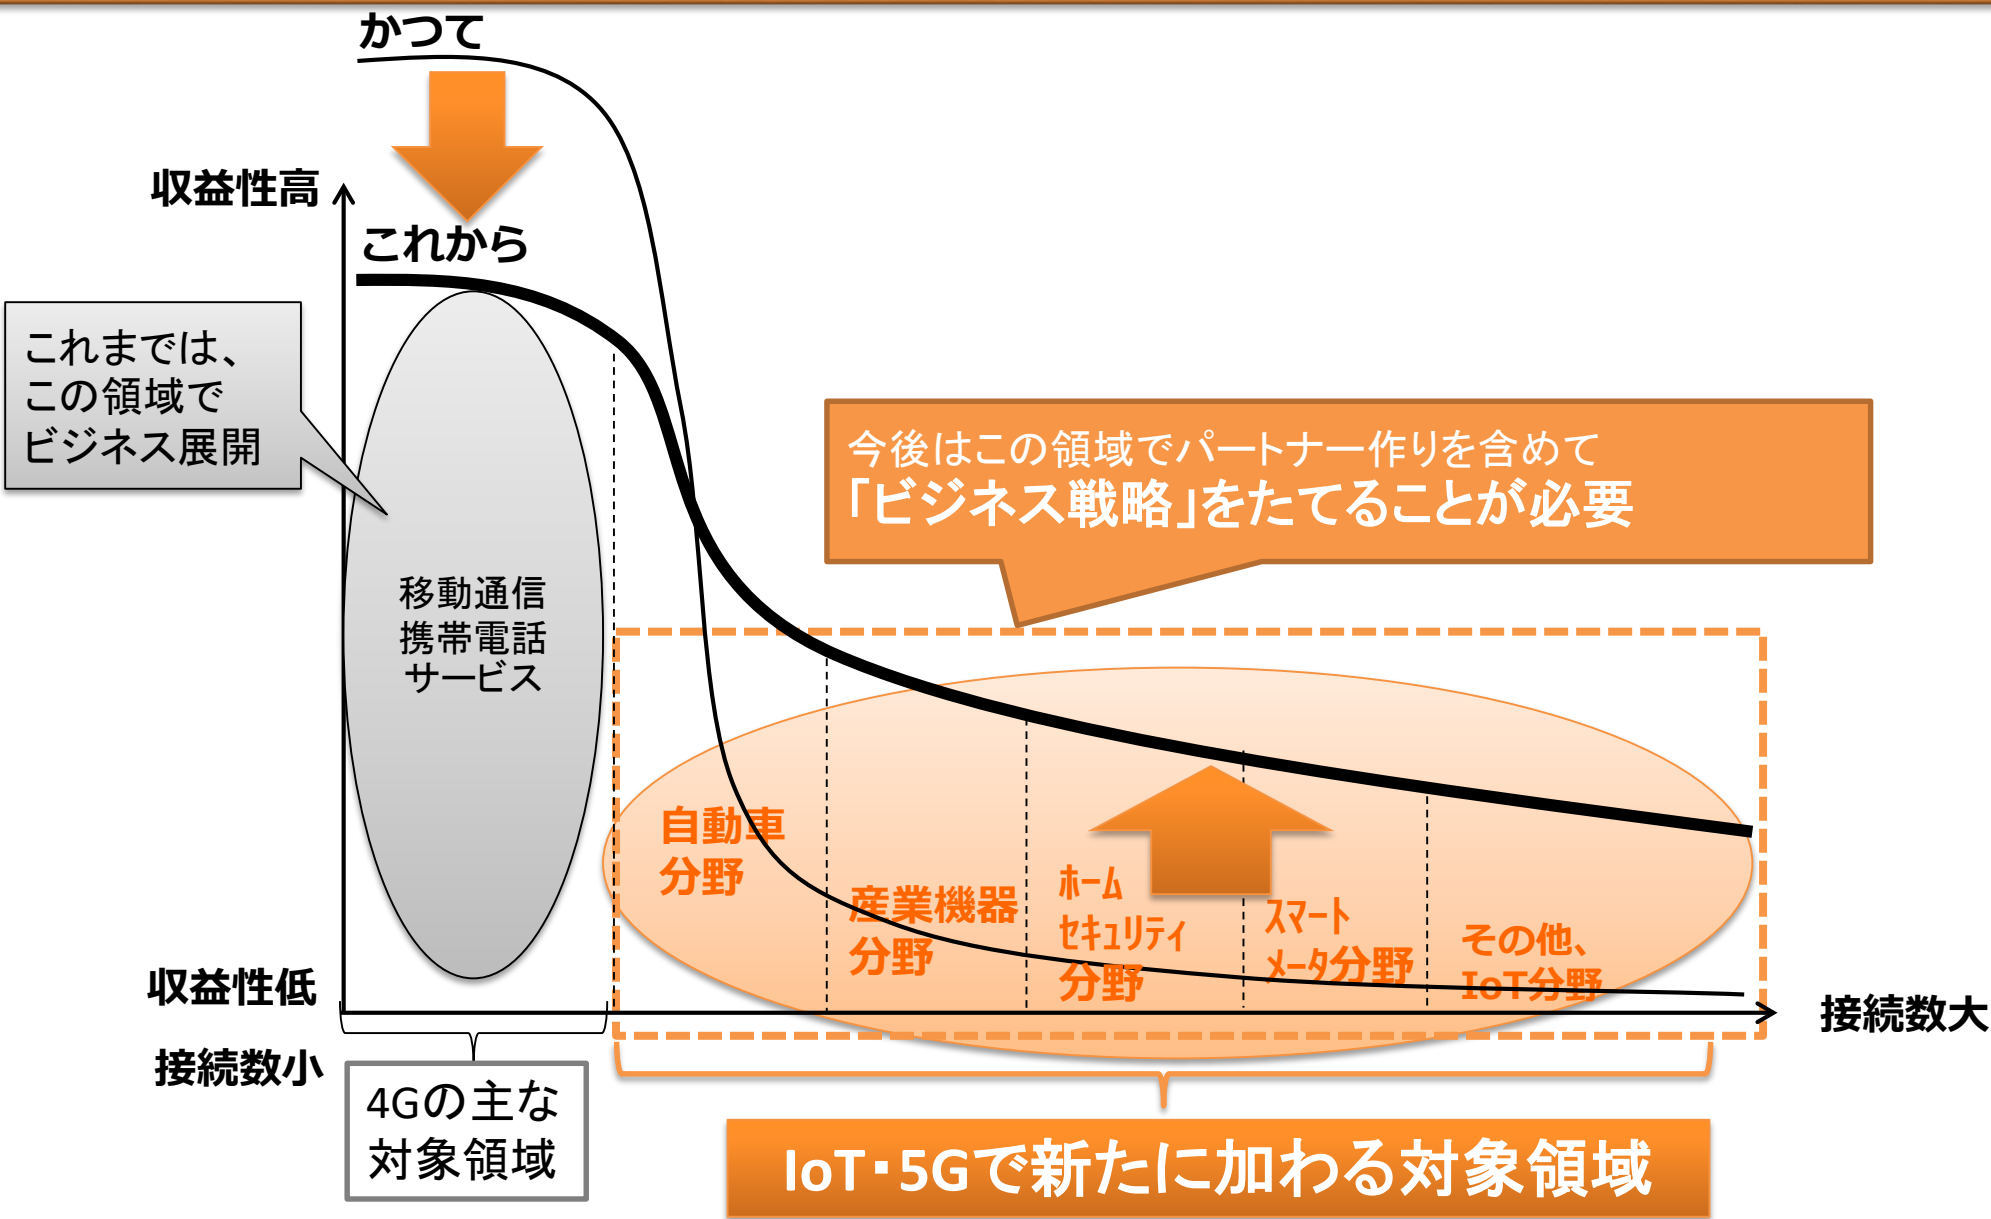 かつて
収益性高
これから
これまでは、
この領域で
ビジネス展開
今後はこの領域でパートナー作りを含めて
「ビジネス戦略」をたてることが必要
移動通信
携帯電話
サービス
自動車
分野
産業機器
分野
ﾎｰﾑ
ｾｷｭﾘﾃｨ
分野
ｽﾏｰﾄ
ﾒｰﾀ分野
その他、
IoT分野
収益性低
接続数大
接続数小
4Gの主な
対象領域
IoT・5Gで新たに加わる対象領域